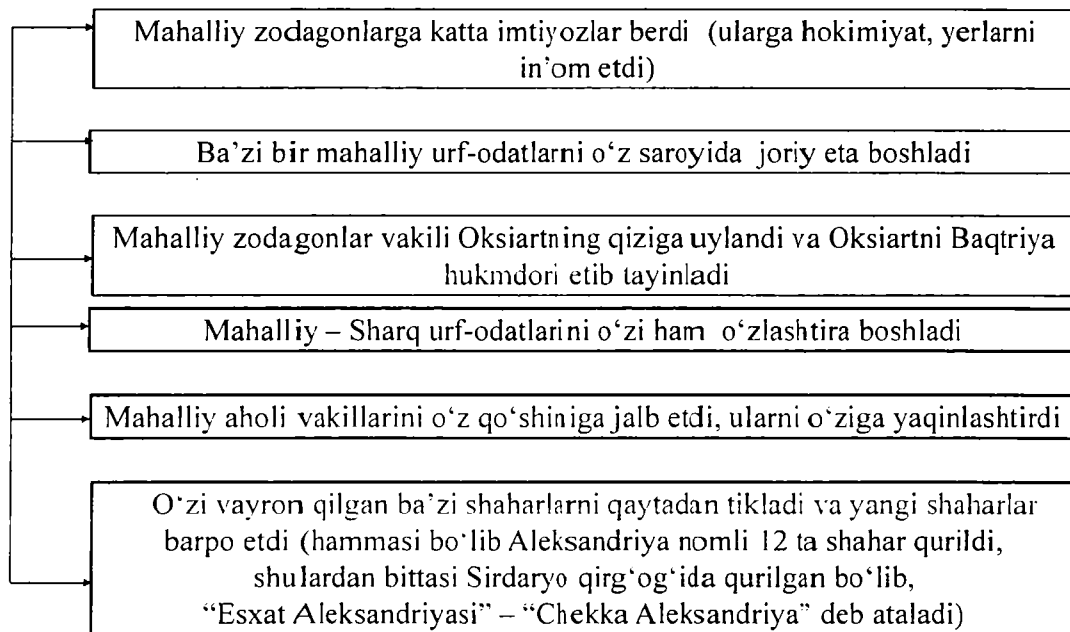 Mahalliy zodagonlarga katta imtiyozlar berdi (ularga hokimiyat, yerlarni
in’om etdi)
Ba’zi bir mahalliy urf-odatlarni o‘z saroyida joriy eta boshladi
Mahalliy zodagonlar vakili Oksiartning qiziga uylandi va Oksiartni Baqtriya
hukmdori etib tayinladi
Mahalliy – Sharq urf-odatlarini o‘zi ham o‘zlashtira boshladi
Mahalliy aholi vakillarini o‘z qo‘shiniga jalb etdi, ularni o‘ziga yaqinlashtirdi
O‘zi vayron qilgan ba’zi shaharlarni qaytadan tikladi va yangi shaharlar
barpo etdi (hammasi bo‘lib Aleksandriya nomli 12 ta shahar qurildi,
shulardan bittasi Sirdaryo qirg‘og‘ida qurilgan bo‘lib,
“Esxat Aleksandriyasi” – “Chekka Aleksandriya” deb ataladi)